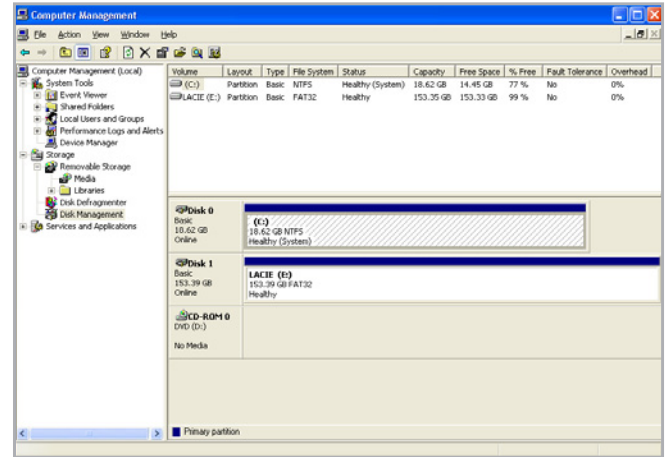 Computer Management
File Action View Window Help
Computer Management (Local)
System Tools
Event Viewer
Shared Folders
Local Users and Groups
Performance Logs and Alerts
Device Manager
Storage
Removable Storage
Media
Libraries
Disk Defragmenter
Disk Management
Services and Applications
Volume Layout Type File System Status Capacity Free Space % Free Fault Tolerance Overhead
(C:) Partition Basic NTFS Healthy (System) 18.62 GB 14.45 GB 77 % No 0%
LACIE (E:) Partition Basic FAT32 Healthy 153.35 GB 153.33 GB 99 % No 0%
Disk 0
Basic
18.62 GB
Online
(C:)
18.62 GB NTFS
Healthy (System)
Disk 1
Basic
153.39 GB
Online
LACIE (E:)
153.39 GB FAT32
Healthy
CD-ROM 0
DVD (D:)
No Media
Primary partition